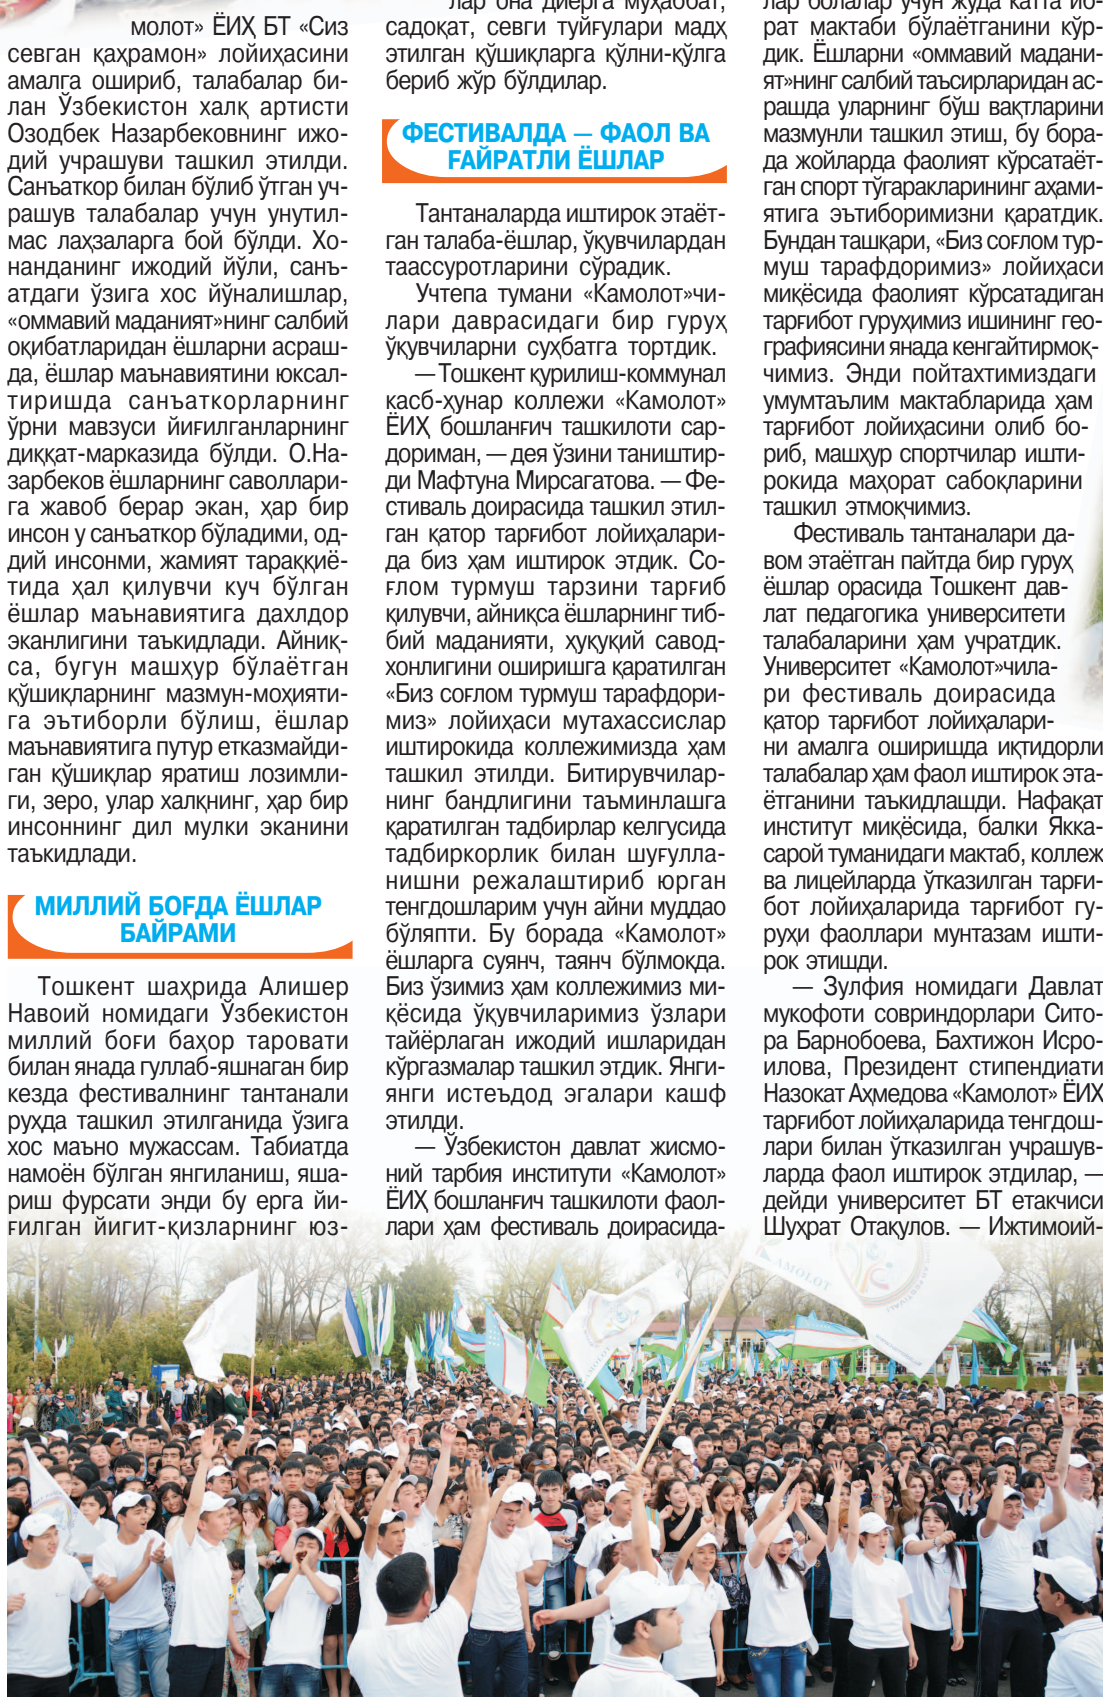 молот» ЁИҲ БТ «Сиз
севган қаҳрамон» лойиҳасини
амалга ошириб, талабалар би-
лан Ўзбекистон халқ артисти
Озодбек Назарбековнинг ижо-
дий учрашуви ташкил этилди.
Санъаткор билан бўлиб ўтган уч-
рашув талабалар учун унутил-
мас лаҳзаларга бой бўлди. Хо-
нанданинг ижодий йўли, санъ-
атдаги ўзига хос йўналишлар,
«оммавий маданият»нинг салбий
оқибатларидан ёшларни асраш-
да, ёшлар маънавиятини юксал-
тиришда санъаткорларнинг
ўрни мавзуси йиғилганларнинг
диққат-марказида бўлди. О.На-
зарбеков ёшларнинг саволлари-
га жавоб берар экан, ҳар бир
инсон у санъаткор бўладими, од-
дий инсонми, жамият тараққиё-
тида ҳал қилувчи куч бўлган
ёшлар маънавиятига дахлдор
эканлигини таъкидлади. Айниқ-
са, бугун машҳур бўлаётган
қўшиқларнинг мазмун-моҳияти-
га эътиборли бўлиш, ёшлар
маънавиятига путур етказмайди-
ган қўшиқлар яратиш лозимли-
ги, зеро, улар халқнинг, ҳар бир
инсоннинг дил мулки эканини
таъкидлади.
МИЛЛИЙ БОҒДА ЁШЛАР
БАЙРАМИ
Тошкент шаҳрида Алишер
Навоий номидаги Ўзбекистон
миллий боғи баҳор таровати
билан янада гуллаб-яшнаган бир
кезда фестивалнинг тантанали
руҳда ташкил этилганида ўзига
хос маъно мужассам. Табиатда
намоён бўлган янгиланиш, яша-
риш фурсати энди бу ерга йи-
ғилган йигит-қизларнинг юз-
лар она диёрга муҳаббат,
садоқат, севги туйғулари мадҳ
этилган қўшиқларга қўлни-қўлга
бериб жўр бўлдилар.
ФЕСТИВАЛДА — ФАОЛ ВА
ҒАЙРАТЛИ ЁШЛАР
Тантаналарда иштирок этаёт-
ган талаба-ёшлар, ўқувчилардан
таассуротларини сўрадик.
Учтепа тумани «Камолот»чи-
лари даврасидаги бир гуруҳ
ўқувчиларни суҳбатга тортдик.
— Тошкент қурилиш-коммунал
касб-ҳунар коллежи «Камолот»
ЁИҲ бошланғич ташкилоти сар-
дориман, — дея ўзини таништир-
ди Мафтуна Мирсагатова. — Фе-
стиваль доирасида ташкил этил-
ган қатор тарғибот лойиҳалари-
да биз ҳам иштирок этдик. Со-
ғлом турмуш тарзини тарғиб
қилувчи, айниқса ёшларнинг тиб-
бий маданияти, ҳуқуқий савод-
хонлигини оширишга қаратилган
«Биз соғлом турмуш тарафдори-
миз» лойиҳаси мутахассислар
иштирокида коллежимизда ҳам
ташкил этилди. Битирувчилар-
нинг бандлигини таъминлашга
қаратилган тадбирлар келгусида
тадбиркорлик билан шуғулла-
нишни режалаштириб юрган
тенгдошларим учун айни муддао
бўляпти. Бу борада «Камолот»
ёшларга суянч, таянч бўлмоқда.
Биз ўзимиз ҳам коллежимиз ми-
қёсида ўқувчиларимиз ўзлари
тайёрлаган ижодий ишларидан
кўргазмалар ташкил этдик. Янги-
янги истеъдод эгалари кашф
этилди.
— Ўзбекистон давлат жисмо-
ний тарбия институти «Камолот»
ЁИҲ бошланғич ташкилоти фаол-
лари ҳам фестиваль доирасида-
лар болалар учун жуда катта иб-
рат мактаби бўлаётганини кўр-
дик. Ёшларни «оммавий мадани-
ят»нинг салбий таъсирларидан ас-
рашда уларнинг бўш вақтларини
мазмунли ташкил этиш, бу бора-
да жойларда фаолият кўрсатаёт-
ган спорт тўгаракларининг аҳами-
ятига эътиборимизни қаратдик.
Бундан ташқари, «Биз соғлом тур-
муш тарафдоримиз» лойиҳаси
миқёсида фаолият кўрсатадиган
тарғибот гуруҳимиз ишининг гео-
графиясини янада кенгайтирмоқ-
чимиз. Энди пойтахтимиздаги
умумтаълим мактабларида ҳам
тарғибот лойиҳасини олиб бо-
риб, машҳур спортчилар ишти-
рокида маҳорат сабоқларини
ташкил этмоқчимиз.
Фестиваль тантаналари да-
вом этаётган пайтда бир гуруҳ
ёшлар орасида Тошкент дав-
лат педагогика университети
талабаларини ҳам учратдик.
Университет «Камолот»чила-
ри фестиваль доирасида
қатор тарғибот лойиҳалари-
ни амалга оширишда иқтидорли
талабалар ҳам фаол иштирок эта-
ётганини таъкидлашди. Нафақат
институт миқёсида, балки Якка-
сарой туманидаги мактаб, коллеж
ва лицейларда ўтказилган тарғи-
бот лойиҳаларида тарғибот гу-
руҳи фаоллари мунтазам ишти-
рок этишди.
— Зулфия номидаги Давлат
мукофоти совриндорлари Сито-
ра Барнобоева, Бахтижон Исро-
илова, Президент стипендиати
Назокат Аҳмедова «Камолот» ЁИХ
тарғибот лойиҳаларида тенгдош-
лари билан ўтказилган учрашув-
ларда фаол иштирок этдилар, —
дейди университет БТ етакчиси
Шуҳрат Отақулов. — Ижтимоий-